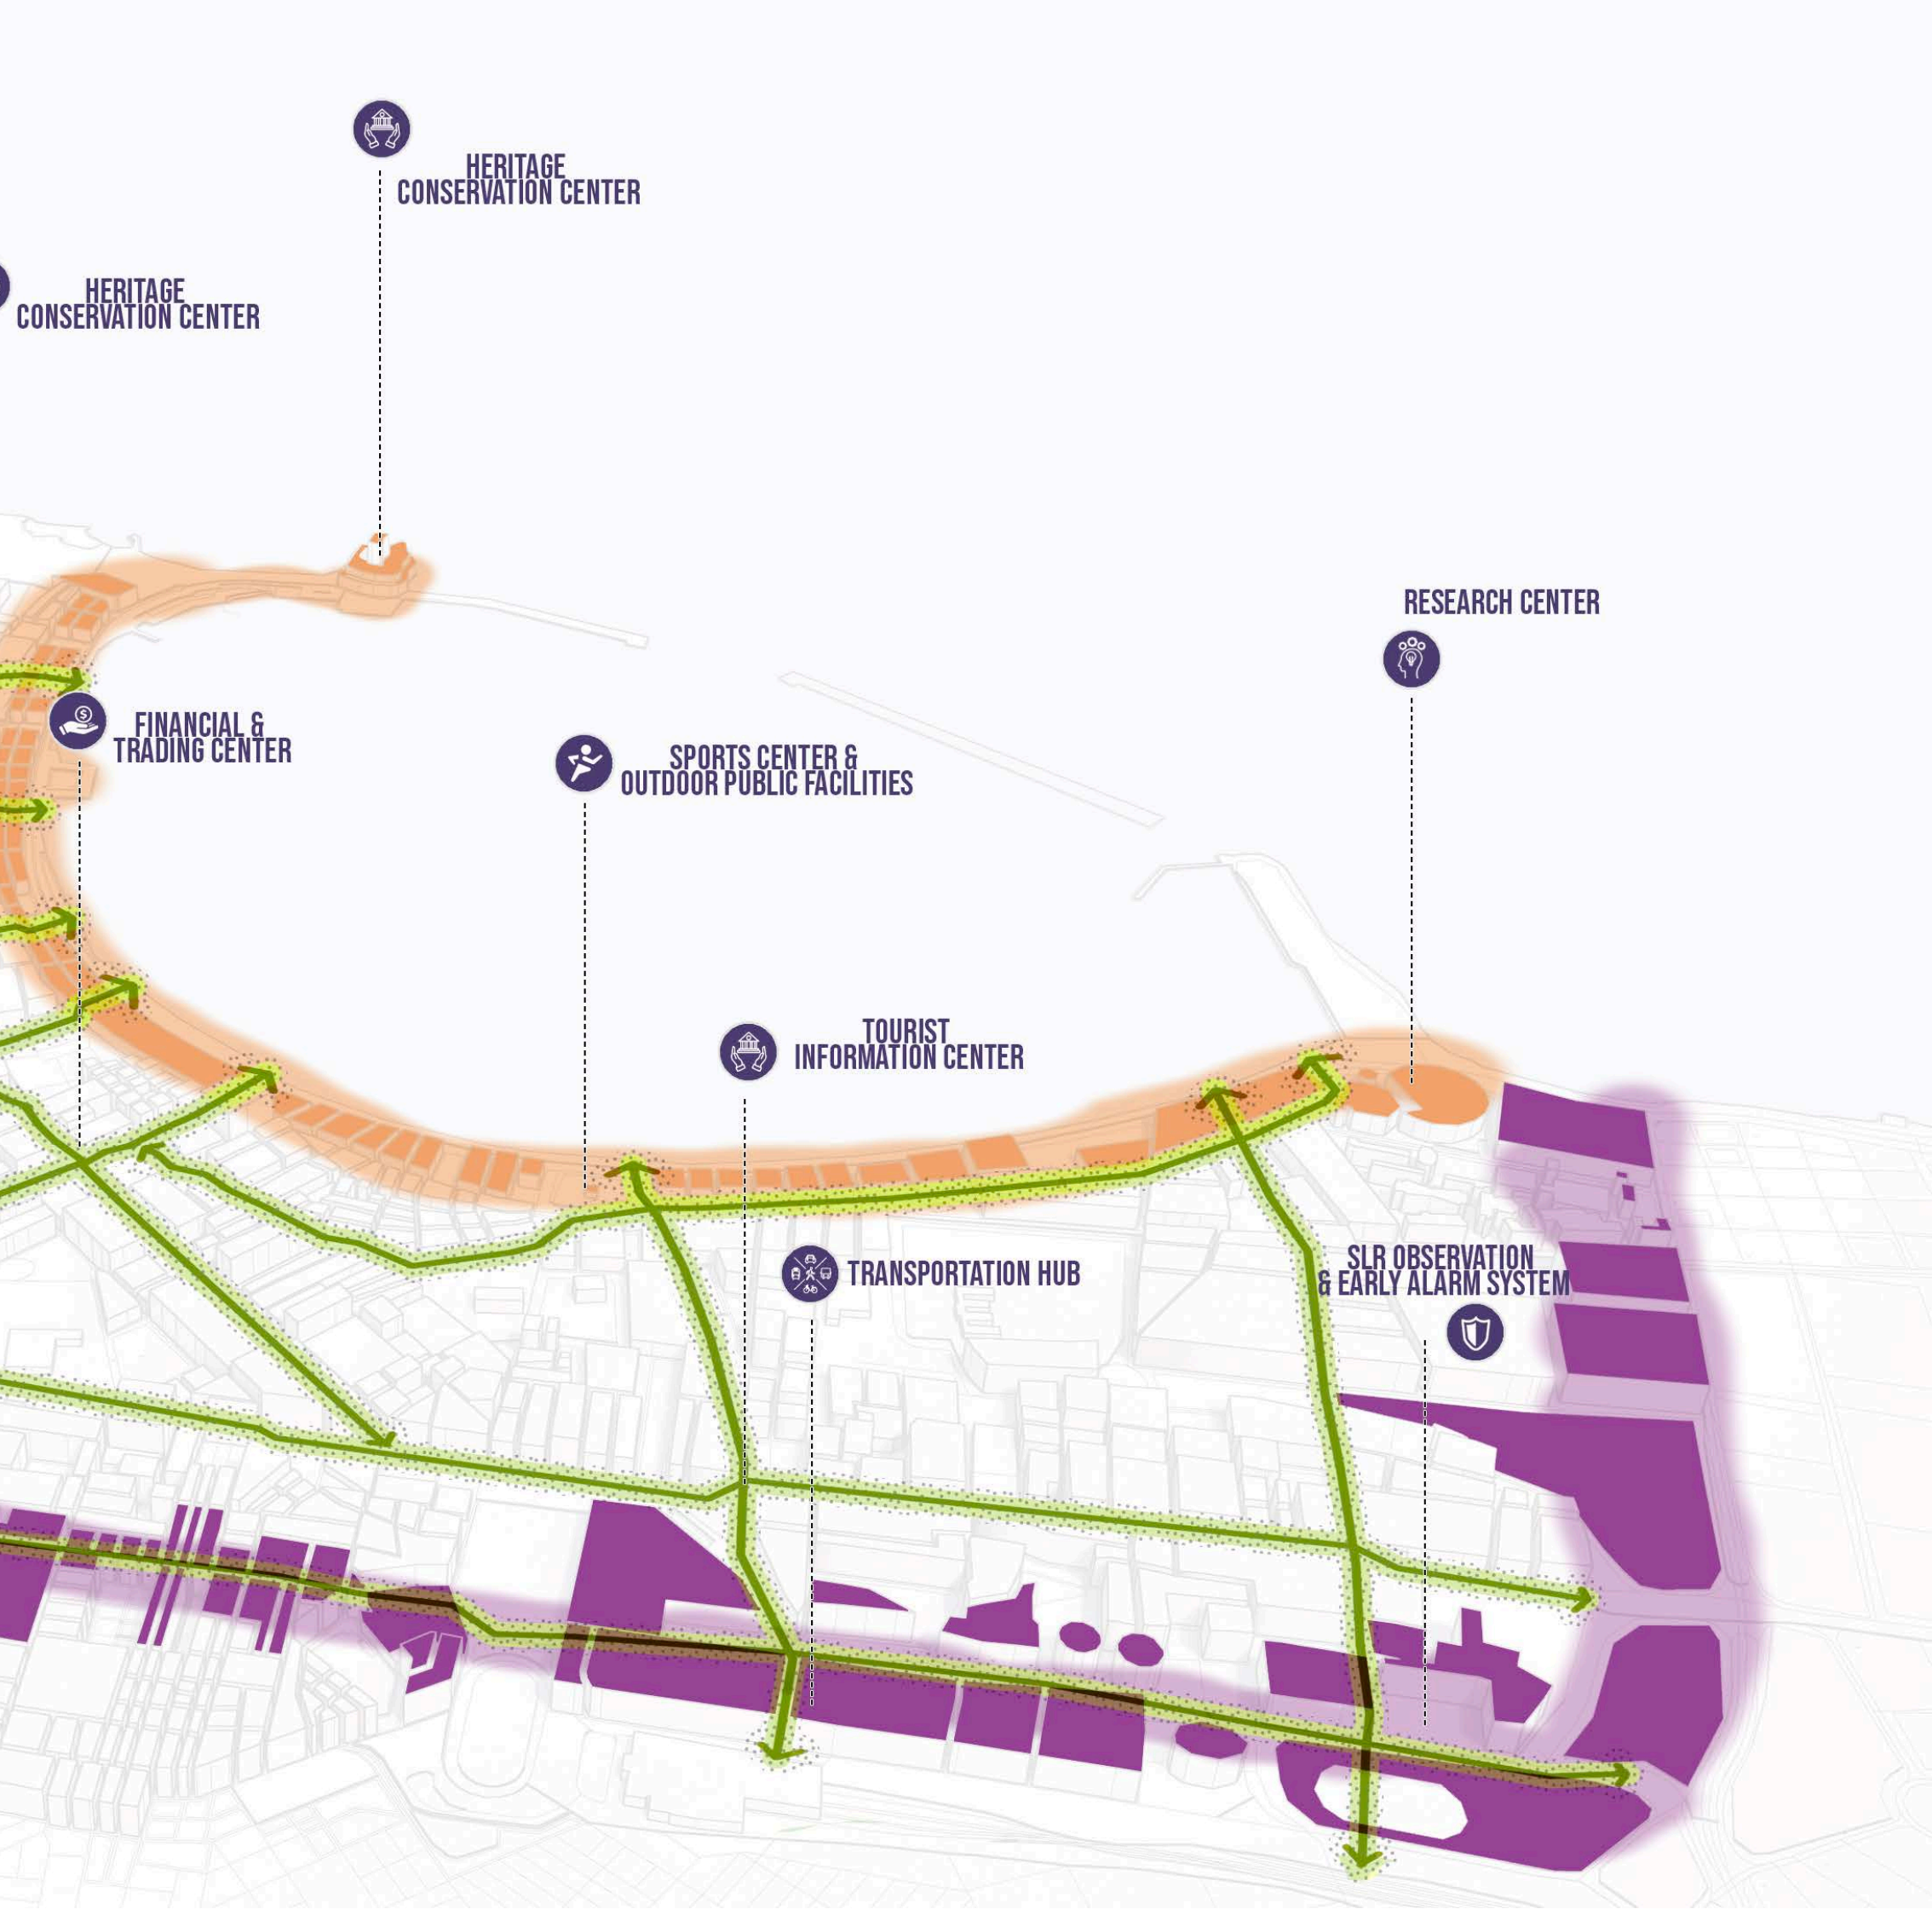 HERITAGE
CONSERVATION CENTER
HERITAGE
CONSERVATION CENTER
RESEARCH CENTER
FINANCIAL &
TRADING CENTER
SPORTS CENTER &
OUTDOOR PUBLIC FACILITIES
TOURIST
INFORMATION CENTER
TRANSPORTATION HUB
SLR OBSERVATION
& EARLY ALARM SYSTEM